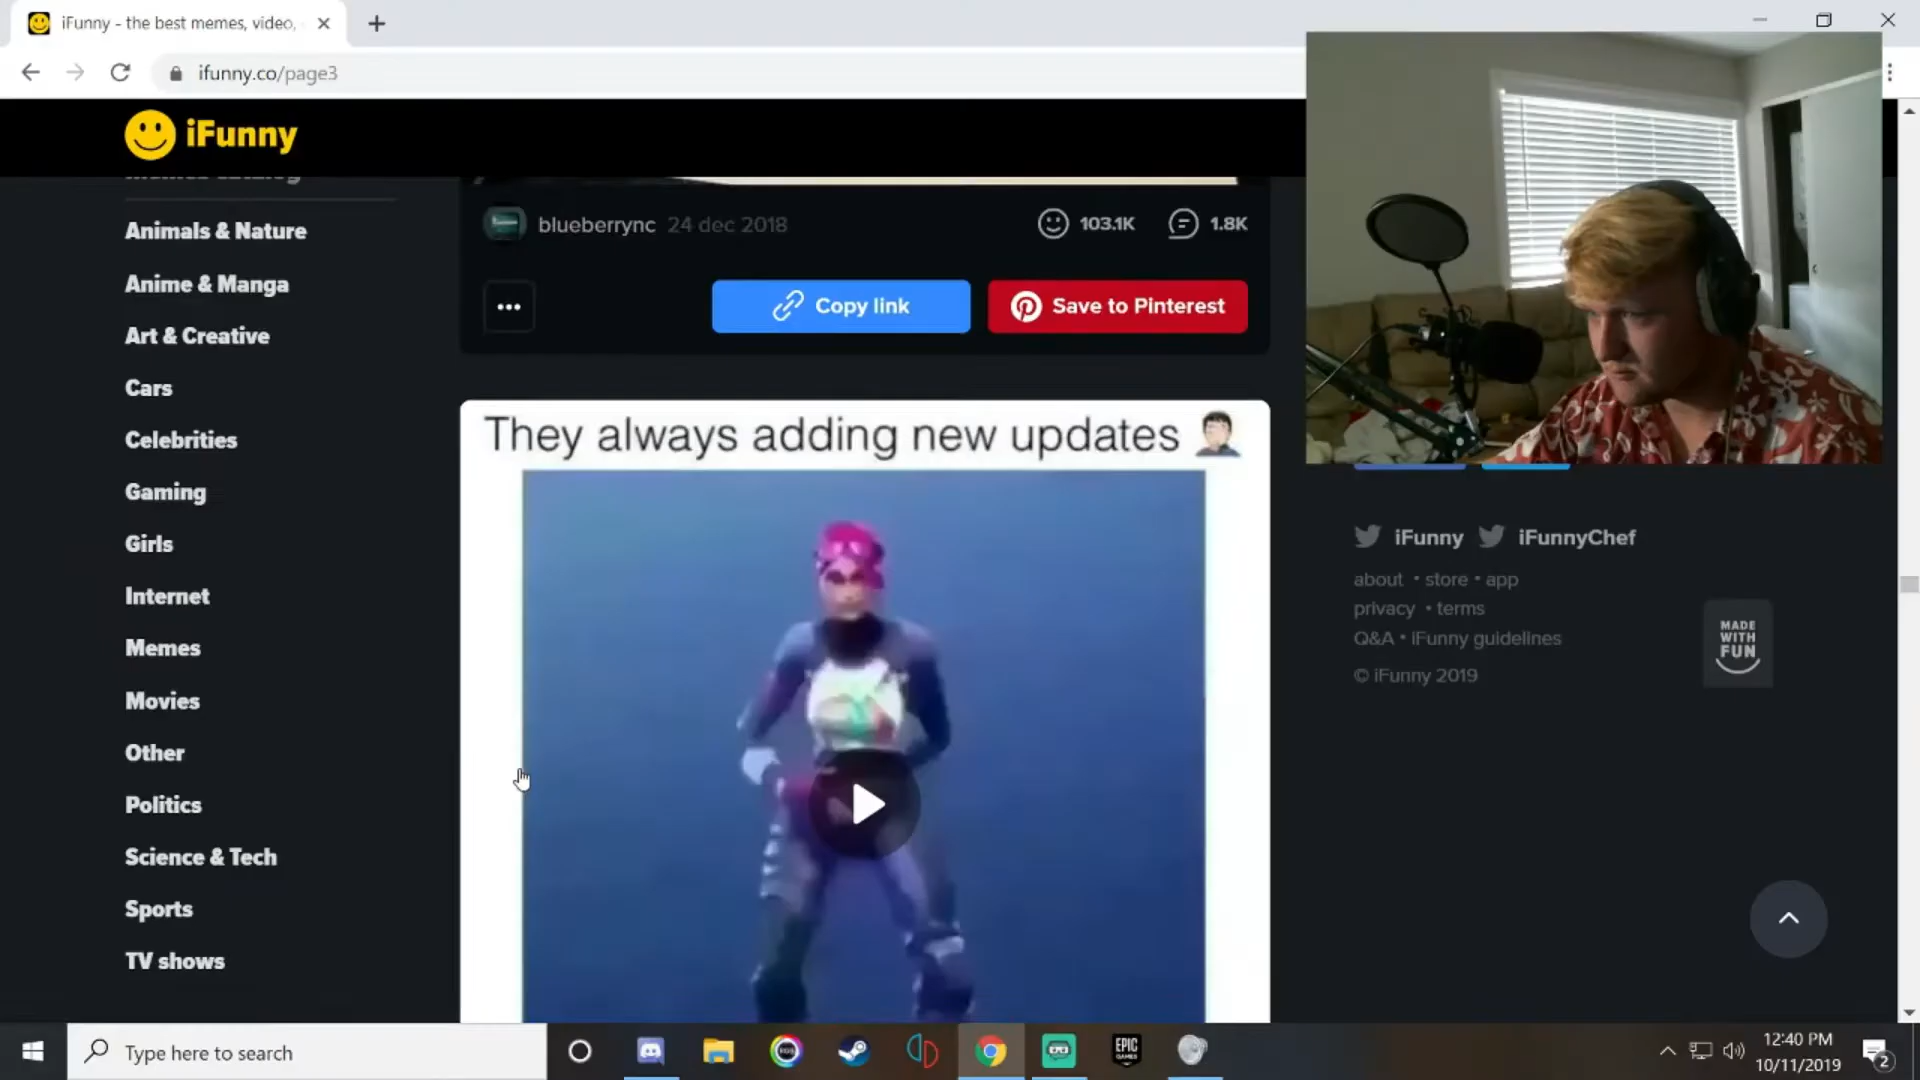 iFunny - the best memes, video,
ifunny.co/page3
iFunny
Animals & Nature
Anime & Manga
Art & Creative
Cars
Celebrities
Gaming
Girls
Internet
Memes
Movies
Other
Politics
Science & Tech
Sports
TV shows
blueberrync 24 dec 2018
103.1K 1.8K
Copy link
Save to Pinterest
They always adding new updates
iFunny iFunnyChef
about • store • app
privacy • terms
Q&A • iFunny guidelines
© iFunny 2019
MADE
WITH
FUN
Type here to search
EPIC
GAMES
12:40 PM
10/11/2019
2